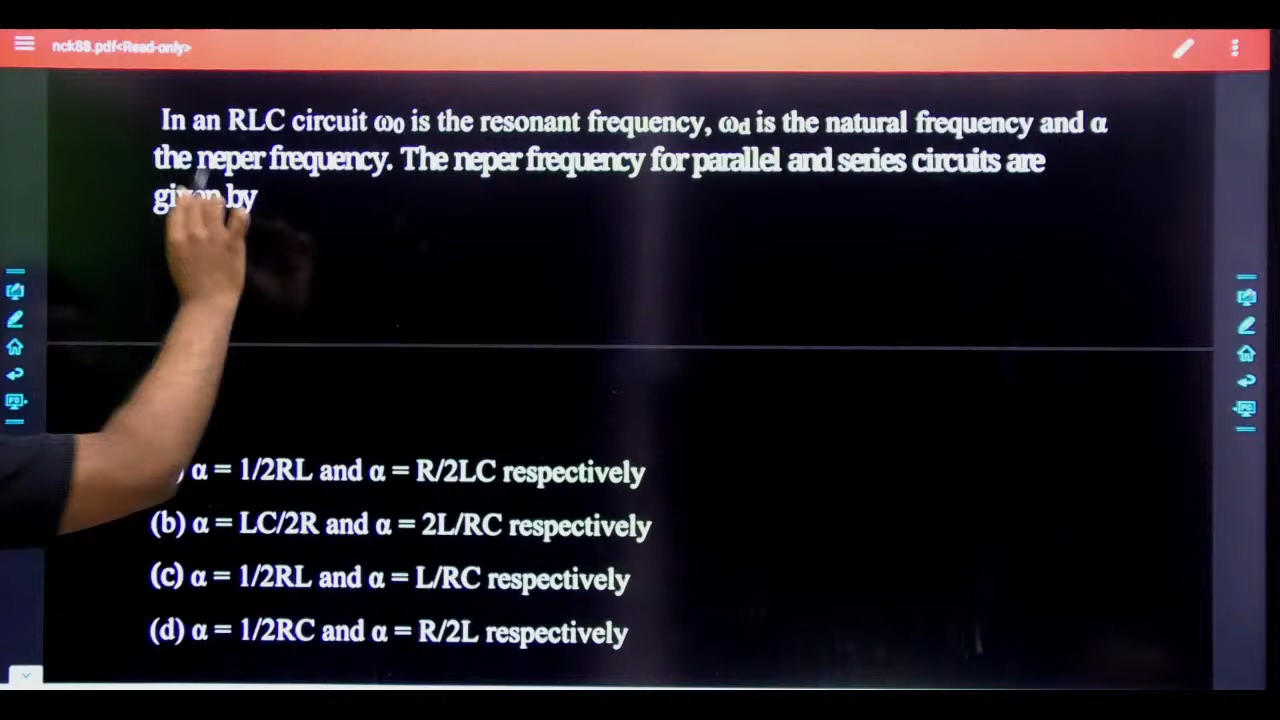 nck88.pdf<Read-only>
In an RLC circuit ω0 is the resonant frequency, ωd is the natural frequency and α
the neper frequency. The neper frequency for parallel and series circuits are
given by
) α = 1/2RL and α = R/2LC respectively
(b) α = LC/2R and α = 2L/RC respectively
(c) α = 1/2RL and α = L/RC respectively
(d) α = 1/2RC and α = R/2L respectively